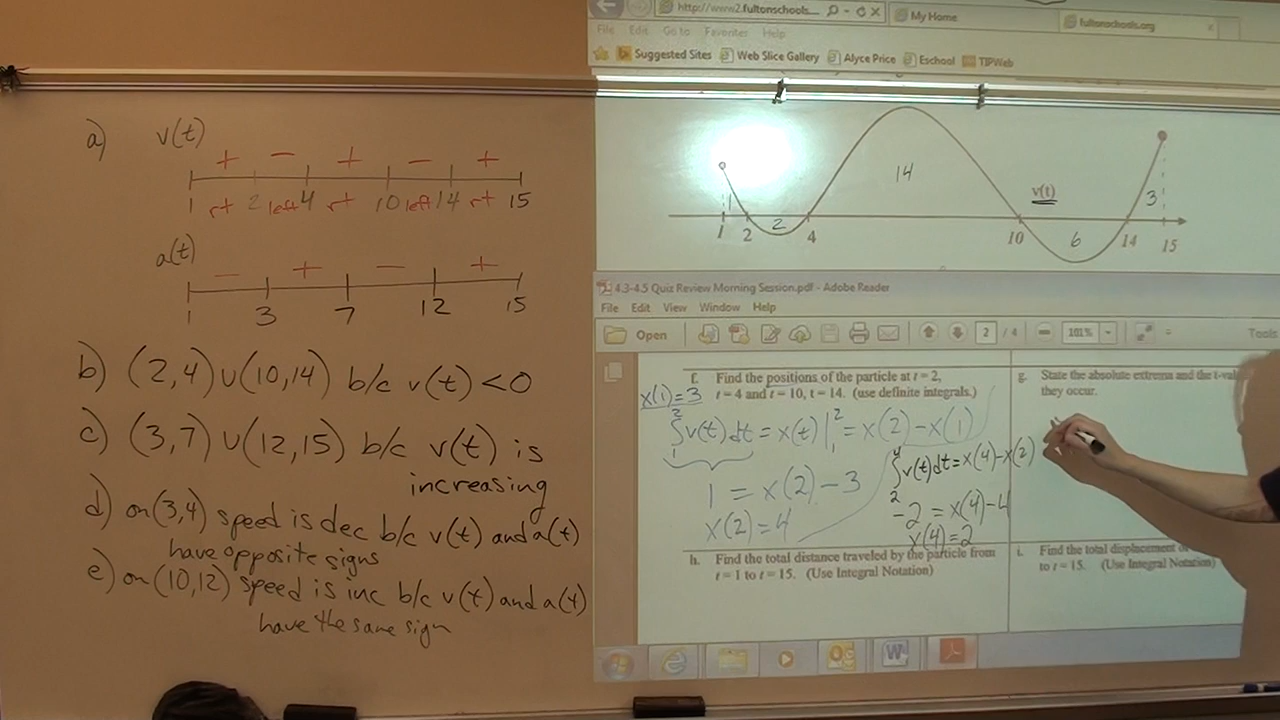 http://www2.fultonschools....
My Home
fultonschools.org
File Edit Go to Favorites Help
Suggested Sites Web Slice Gallery Alyce Price Eschool TIPWeb
a) v(t)
+ − + − +
1 rt 2 left 4 rt 10 left 14 rt 15
a(t)
− + − +
1 3 7 12 15
b) (2,4)∪(10,14) b/c v(t)<0
c) (3,7)∪(12,15) b/c v(t) is
increasing
d) on (3,4) speed is dec b/c v(t) and a(t)
have opposite signs
e) on (10,12) speed is inc b/c v(t) and a(t)
have the same sign
14
v(t)
1 2 6 3
1 2 4 10 14 15
4.3-4.5 Quiz Review Morning Session.pdf - Adobe Reader
File Edit View Window Help
Open 2 / 4 101% Tools
f. Find the positions of the particle at t = 2,
t = 4 and t = 10, t = 14. (use definite integrals.)
x(1)=3
∫₁² v(t)dt = x(t)|₁² = x(2)−x(1)
1 = x(2)−3
x(2)=4
∫₂⁴ v(t)dt = x(4)−x(2)
−2 = x(4)−4
x(4)=2
g. State the absolute extrema and the t-val
they occur.
h. Find the total distance traveled by the particle from
t = 1 to t = 15. (Use Integral Notation)
i. Find the total displacement
to t = 15. (Use Integral Notation)